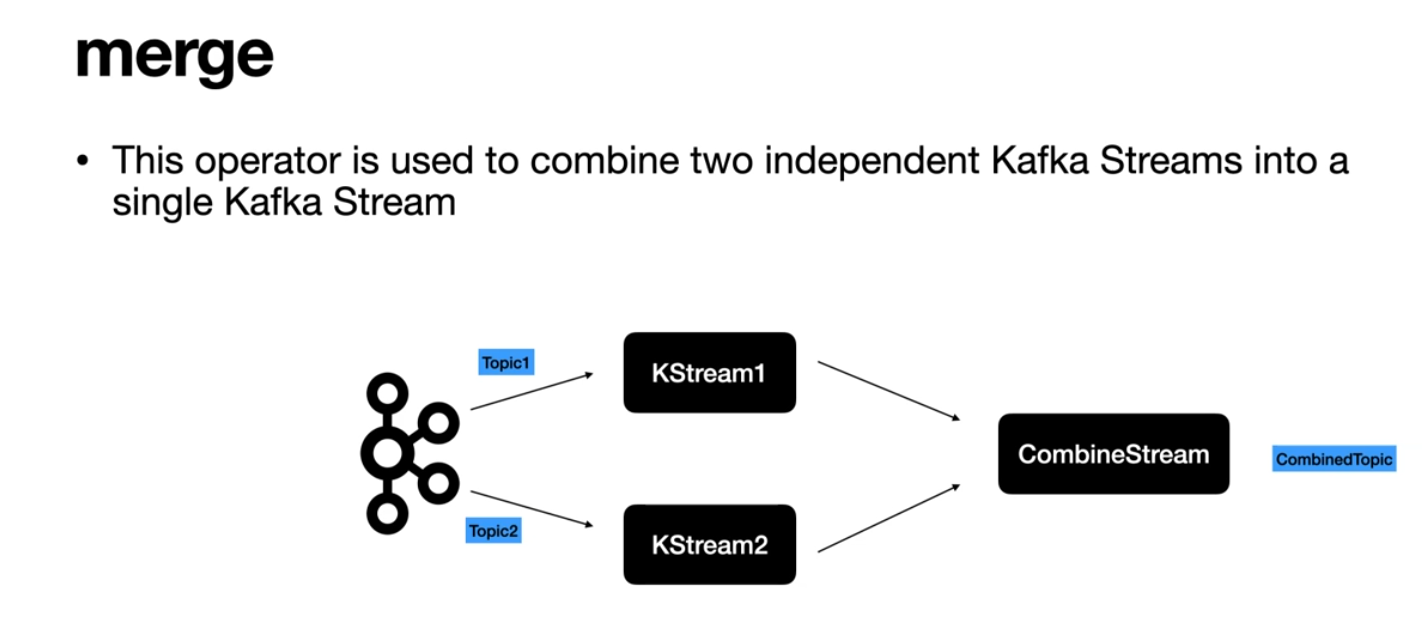 merge
• This operator is used to combine two independent Kafka Streams into a
single Kafka Stream
Topic1
KStream1
CombineStream
CombinedTopic
Topic2
KStream2